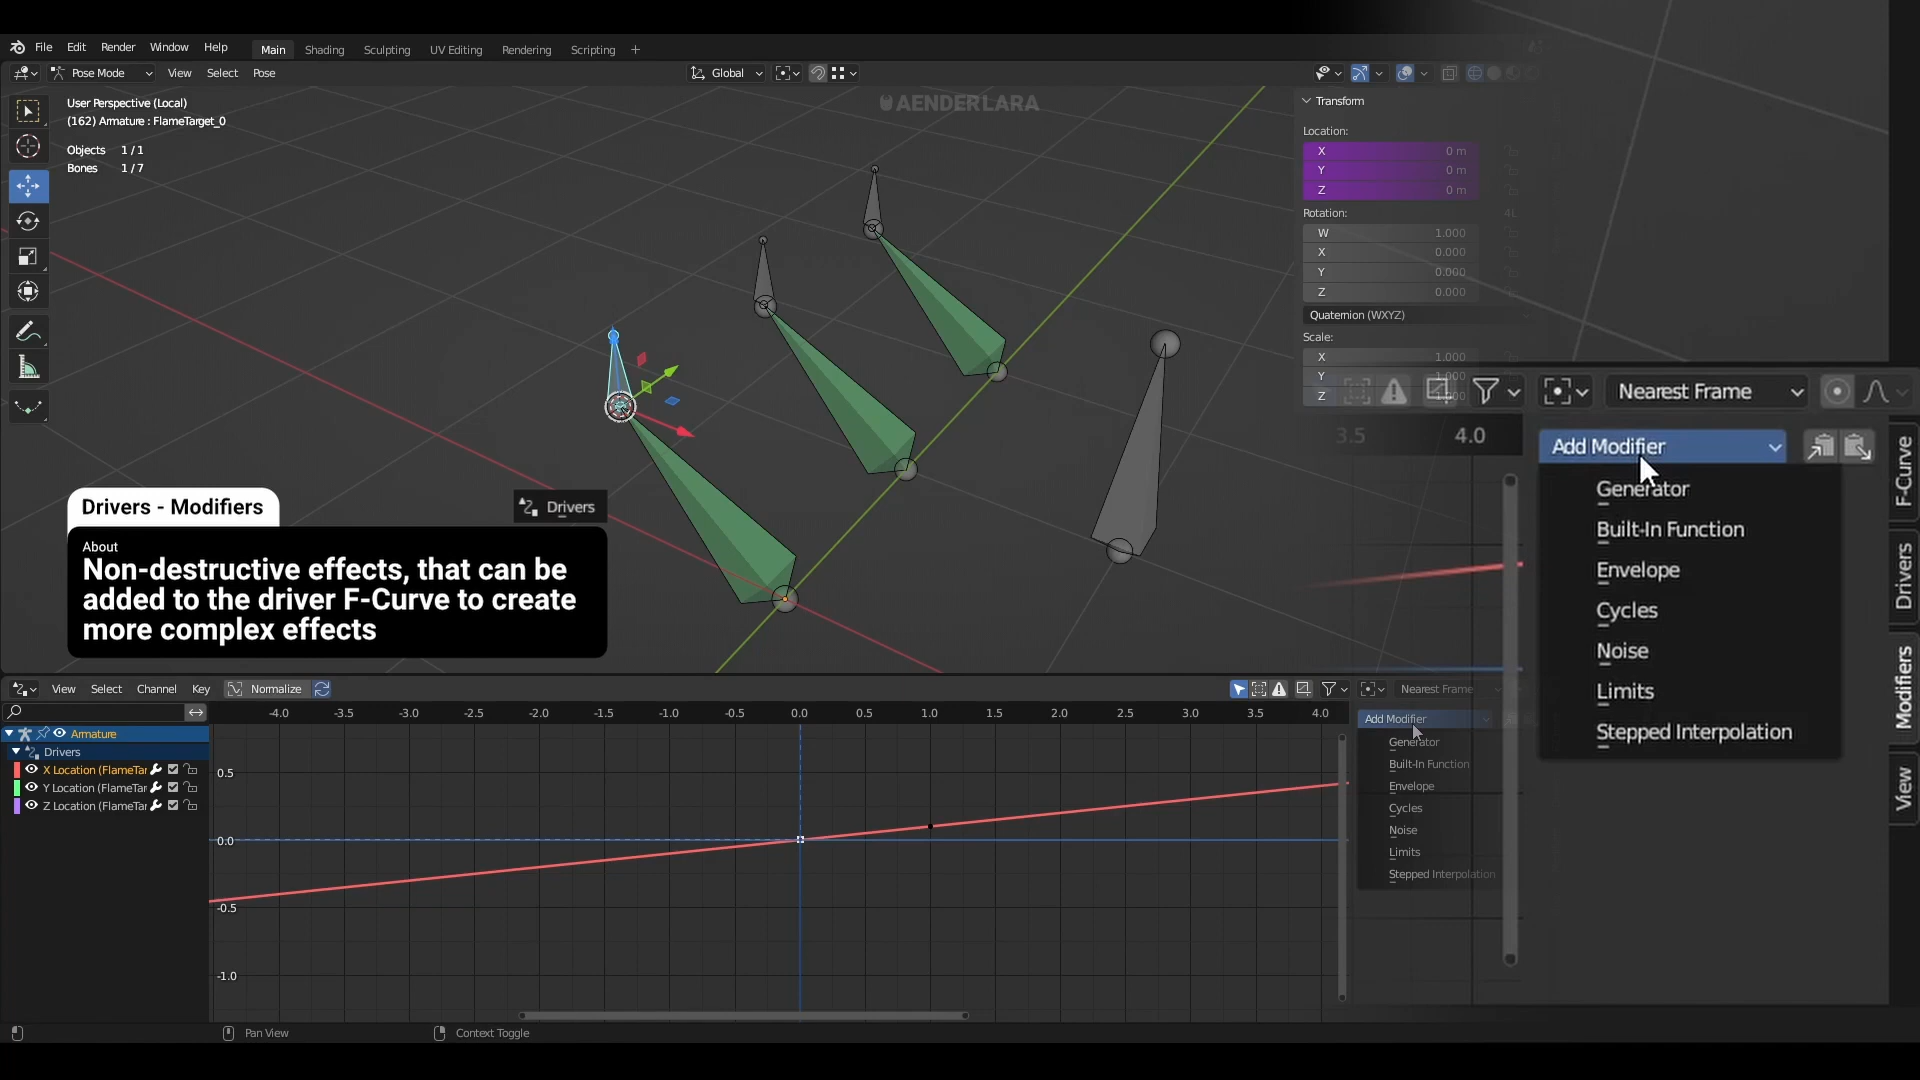 File Edit Render Window Help Main Shading Sculpting UV Editing Rendering Scripting +
Pose Mode View Select Pose Global
User Perspective (Local)
(162) Armature : FlameTarget_0
Objects 1 / 1
Bones 1 / 7
AENDERLARA
Transform
Location:
X 0 m
Y 0 m
Z 0 m
Rotation:
4L
W 1.000
X 0.000
Y 0.000
Z 0.000
Quaternion (WXYZ)
Scale:
X 1.000
Y 1.000
Z
Nearest Frame
3.5 4.0
Add Modifier
Generator
Built-In Function
Envelope
Cycles
Noise
Limits
Stepped Interpolation
F-Curve
Drivers
Modifiers
View
Drivers - Modifiers
Drivers
About
Non-destructive effects, that can be
added to the driver F-Curve to create
more complex effects
View Select Channel Key Normalize Nearest Frame
-4.0 -3.5 -3.0 -2.5 -2.0 -1.5 -1.0 -0.5 0.0 0.5 1.0 1.5 2.0 2.5 3.0 3.5 4.0
Armature
Drivers
X Location (FlameTar
Y Location (FlameTar
Z Location (FlameTar
0.5
0.0
-0.5
-1.0
Add Modifier
Generator
Built-In Function
Envelope
Cycles
Noise
Limits
Stepped Interpolation
Pan View Context Toggle